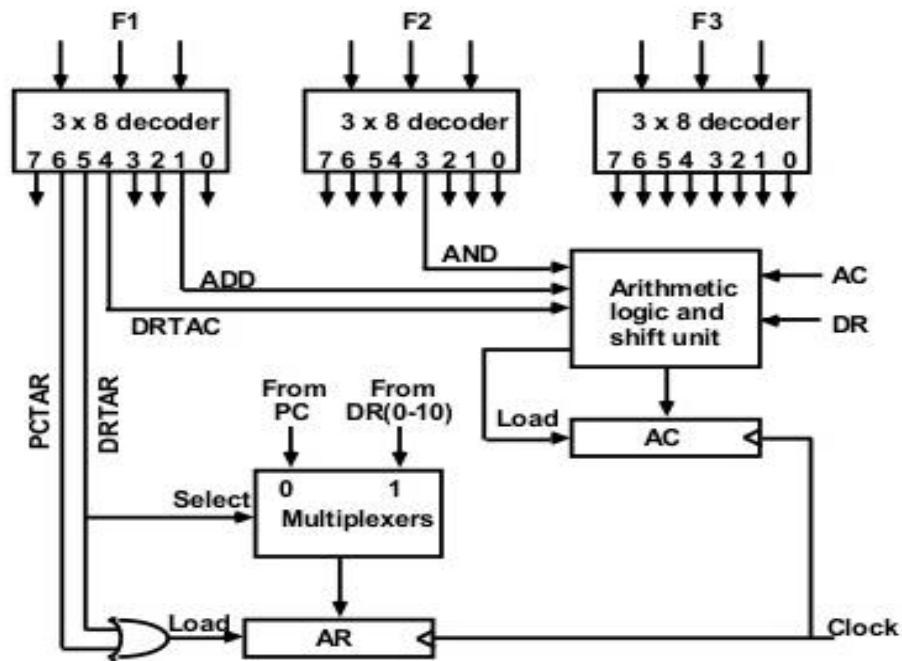 F1 F2 F3
3 x 8 decoder 3 x 8 decoder 3 x 8 decoder
7 6 5 4 3 2 1 0 7 6 5 4 3 2 1 0 7 6 5 4 3 2 1 0
AND
ADD
DRTAC
Arithmetic
logic and
shift unit
AC
DR
PCTAR
DRTAR
From
PC
From
DR(0-10)
Load
AC
Select
0 1
Multiplexers
Load
AR
Clock